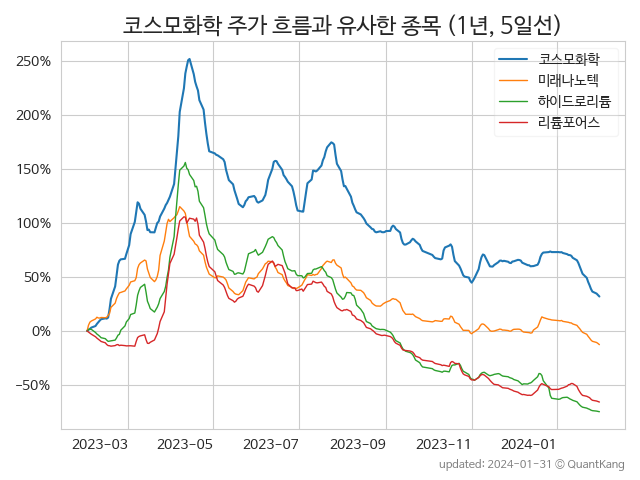 코스모화학 주가 흐름과 유사한 종목 (1년, 5일선)
코스모화학
미래나노텍
하이드로리튬
리튬포어스
250%
200%
150%
100%
50%
0%
−50%
2023-03 2023-05 2023-07 2023-09 2023-11 2024-01
updated: 2024-01-31 © QuantKang